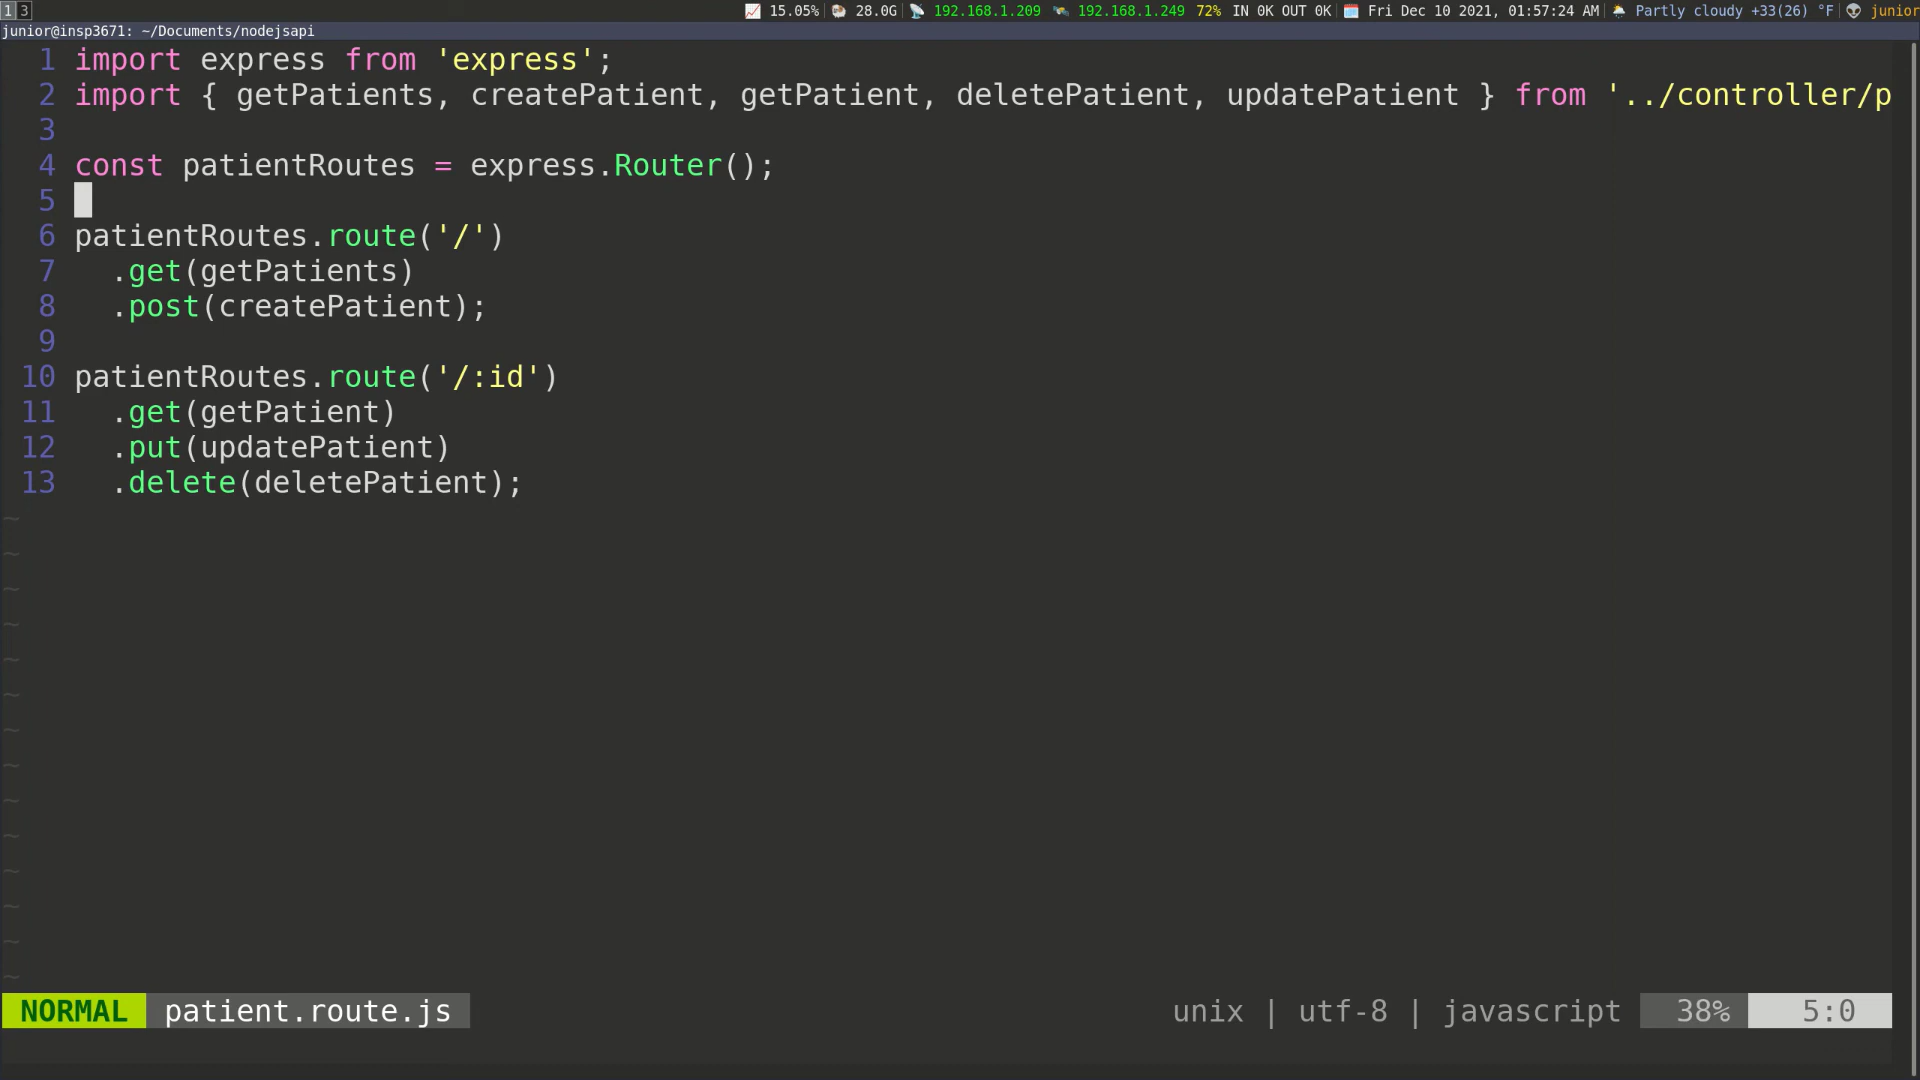 1 3 15.05% | 28.0G | 192.168.1.209 192.168.1.249 72% IN 0K OUT 0K | Fri Dec 10 2021, 01:57:24 AM | Partly cloudy +33(26) °F | junior
junior@insp3671: ~/Documents/nodejsapi
1 import express from 'express';
2 import { getPatients, createPatient, getPatient, deletePatient, updatePatient } from '../controller/p
3
4 const patientRoutes = express.Router();
5
6 patientRoutes.route('/')
7   .get(getPatients)
8   .post(createPatient);
9
10 patientRoutes.route('/:id')
11   .get(getPatient)
12   .put(updatePatient)
13   .delete(deletePatient);
~
~
~
~
~
~
~
~
~
~
~
~
~
~
NORMAL patient.route.js unix | utf-8 | javascript 38% 5:0